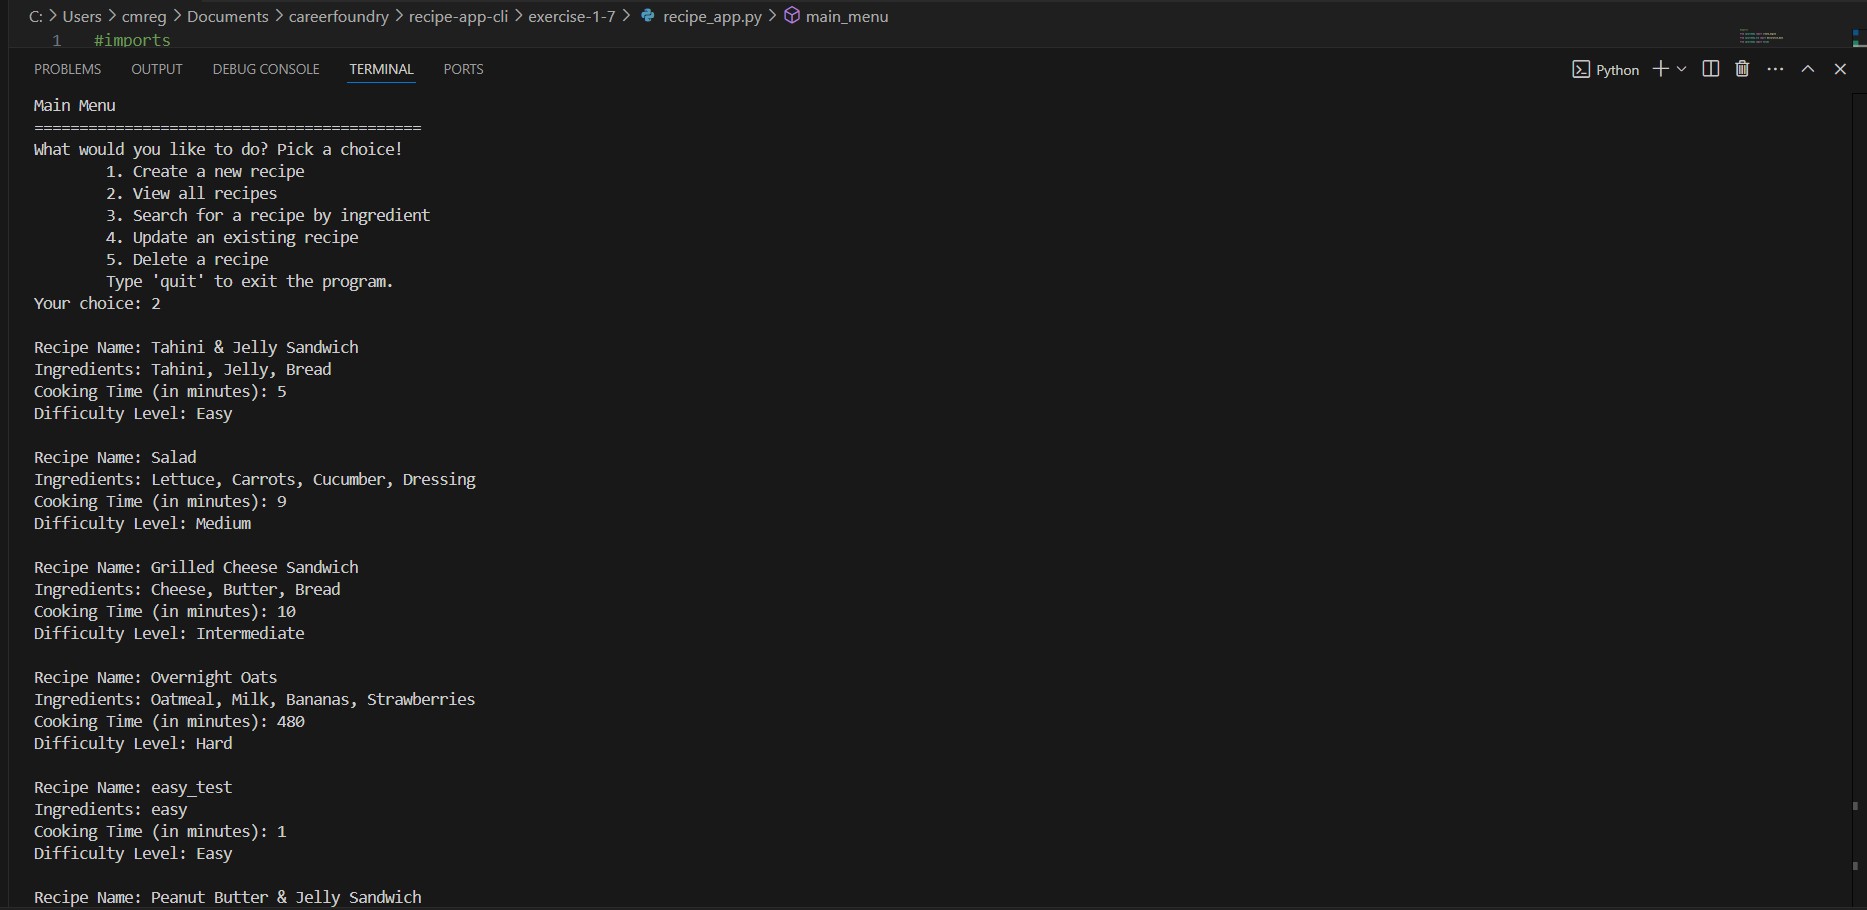 C: > Users > cmreg > Documents > careerfoundry > recipe-app-cli > exercise-1-7 > recipe_app.py > main_menu
1 #imports
PROBLEMS OUTPUT DEBUG CONSOLE TERMINAL PORTS Python
Main Menu
===========================================
What would you like to do? Pick a choice!
1. Create a new recipe
2. View all recipes
3. Search for a recipe by ingredient
4. Update an existing recipe
5. Delete a recipe
Type 'quit' to exit the program.
Your choice: 2
Recipe Name: Tahini & Jelly Sandwich
Ingredients: Tahini, Jelly, Bread
Cooking Time (in minutes): 5
Difficulty Level: Easy
Recipe Name: Salad
Ingredients: Lettuce, Carrots, Cucumber, Dressing
Cooking Time (in minutes): 9
Difficulty Level: Medium
Recipe Name: Grilled Cheese Sandwich
Ingredients: Cheese, Butter, Bread
Cooking Time (in minutes): 10
Difficulty Level: Intermediate
Recipe Name: Overnight Oats
Ingredients: Oatmeal, Milk, Bananas, Strawberries
Cooking Time (in minutes): 480
Difficulty Level: Hard
Recipe Name: easy_test
Ingredients: easy
Cooking Time (in minutes): 1
Difficulty Level: Easy
Recipe Name: Peanut Butter & Jelly Sandwich